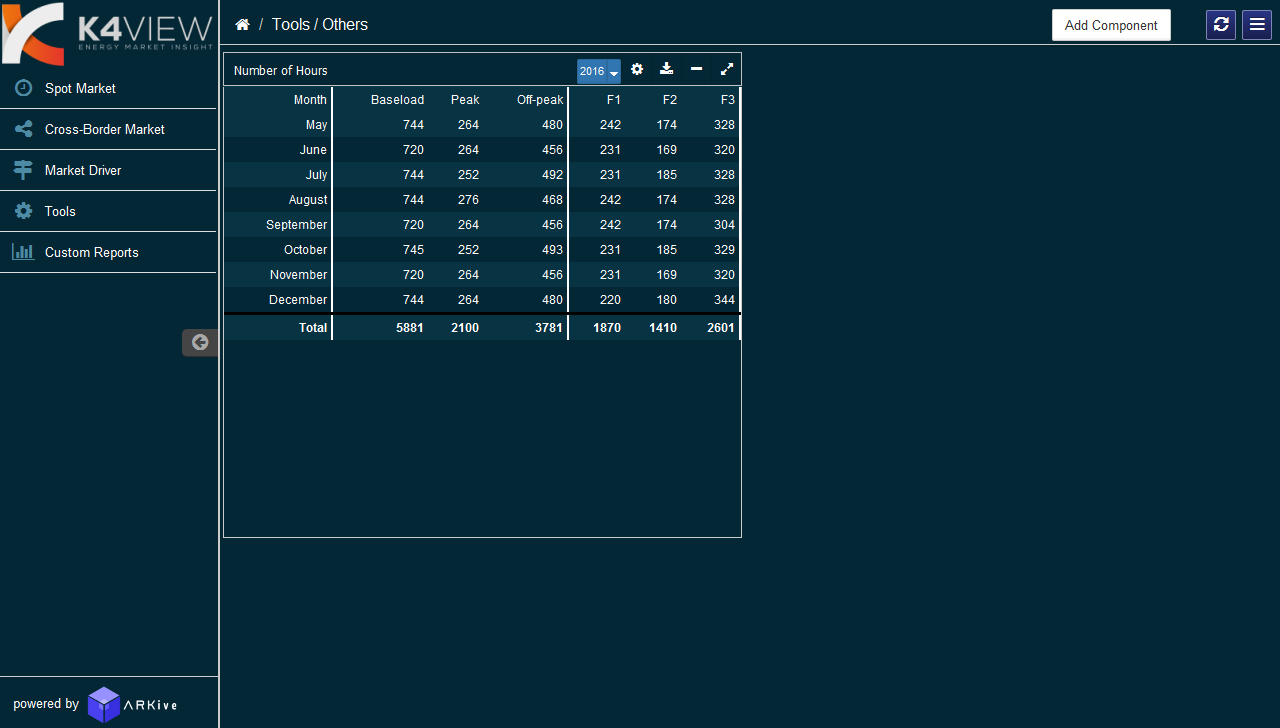 K4VIEW
ENERGY MARKET INSIGHT
/ Tools / Others
Add Component
Spot Market
Cross-Border Market
Market Driver
Tools
Custom Reports
Number of Hours 2016
Month Baseload Peak Off-peak F1 F2 F3
May 744 264 480 242 174 328
June 720 264 456 231 169 320
July 744 252 492 231 185 328
August 744 276 468 242 174 328
September 720 264 456 242 174 304
October 745 252 493 231 185 329
November 720 264 456 231 169 320
December 744 264 480 220 180 344
Total 5881 2100 3781 1870 1410 2601
powered by ARKive